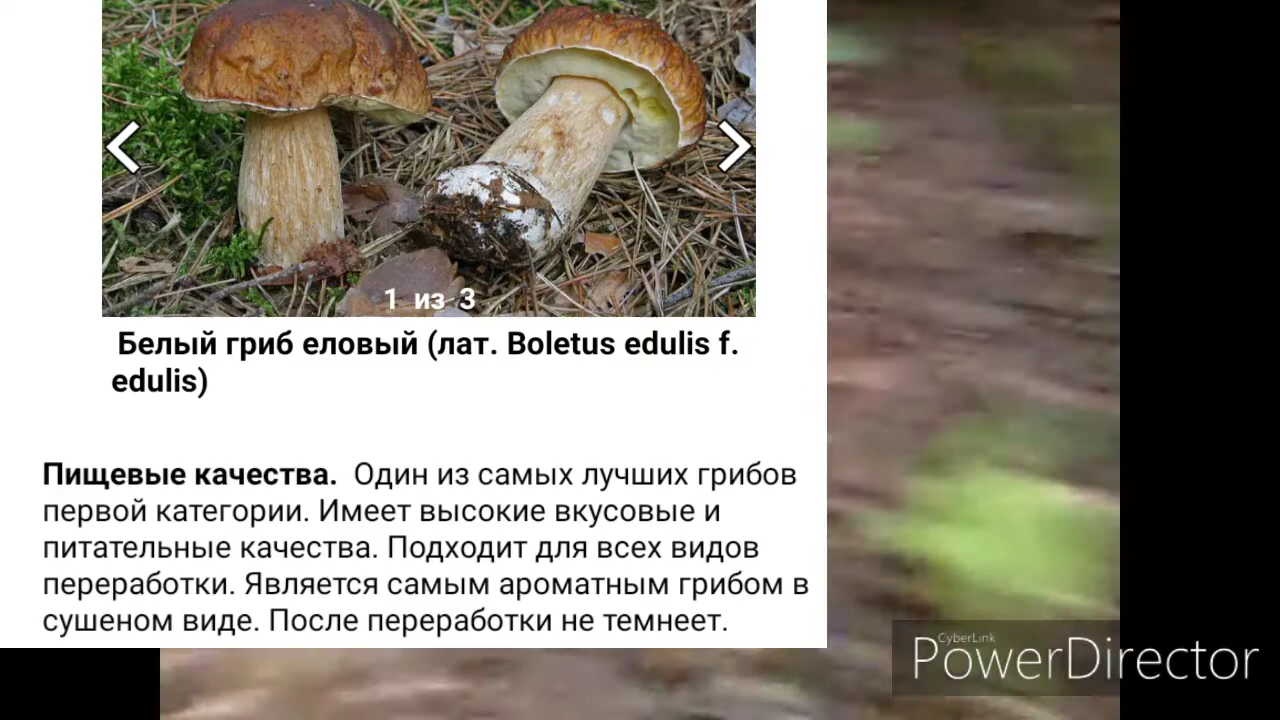 1 из 3
Белый гриб еловый (лат. Boletus edulis f.
edulis)
Пищевые качества. Один из самых лучших грибов
первой категории. Имеет высокие вкусовые и
питательные качества. Подходит для всех видов
переработки. Является самым ароматным грибом в
сушеном виде. После переработки не темнеет.
CyberLink
PowerDirector